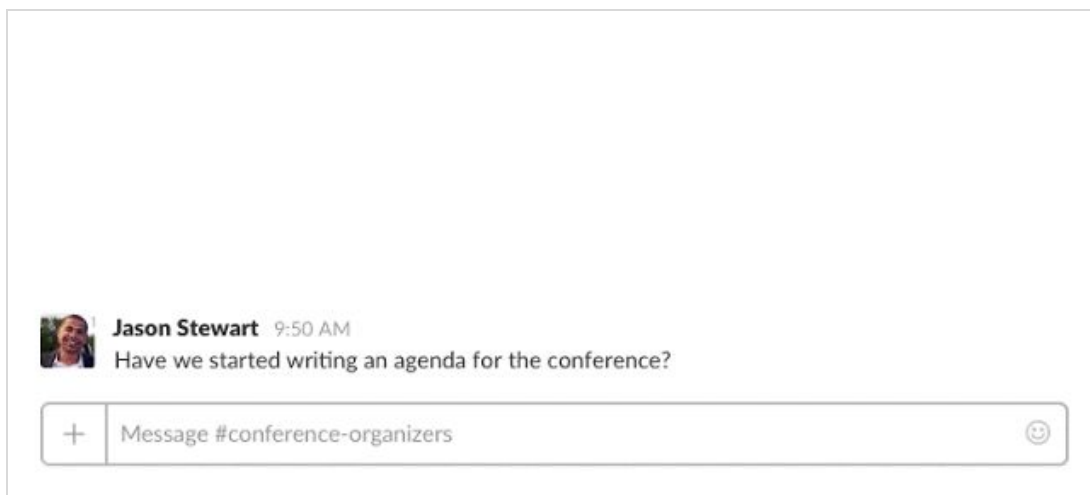 Jason Stewart 9:50 AM
Have we started writing an agenda for the conference?
Message #conference-organizers